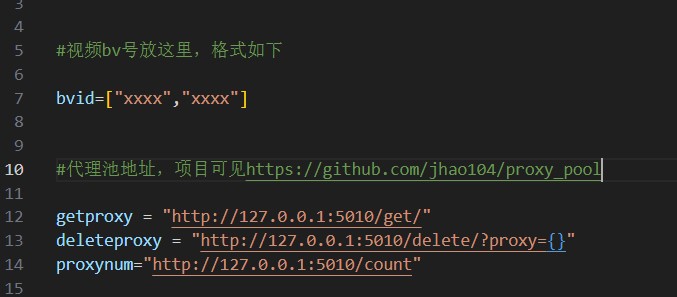 3
4
5 #视频bv号放这里，格式如下
6
7 bvid=["xxxx","xxxx"]
8
9
10 #代理池地址，项目可见https://github.com/jhao104/proxy_pool
11
12 getproxy = "http://127.0.0.1:5010/get/"
13 deleteproxy = "http://127.0.0.1:5010/delete/?proxy={}"
14 proxynum="http://127.0.0.1:5010/count"
15